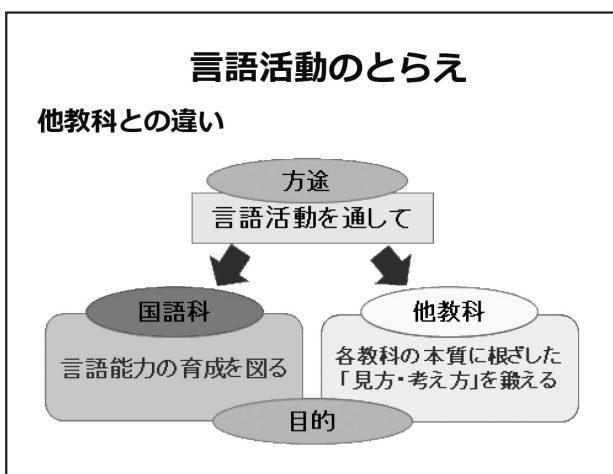 言語活動のとらえ
他教科との違い
方途
言語活動を通して
国語科
言語能力の育成を図る
他教科
各教科の本質に根ざした
「見方・考え方」を鍛える
目的